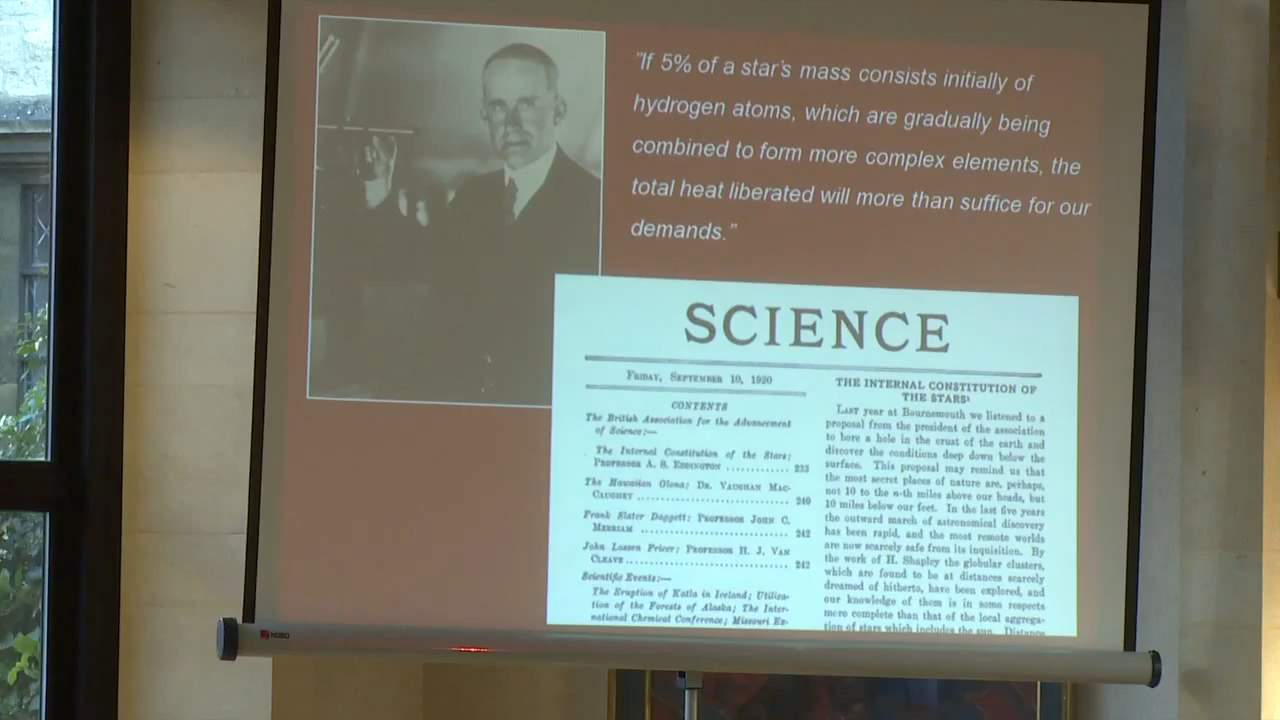 "If 5% of a star's mass consists initially of
hydrogen atoms, which are gradually being
combined to form more complex elements, the
total heat liberated will more than suffice for our
demands."
SCIENCE
FRIDAY, SEPTEMBER 10, 1920
CONTENTS
The British Association for the Advancement
of Science:—
The Internal Constitution of the Stars:
PROFESSOR A. S. EDDINGTON ............ 233
The Hawaiian Olona: DR. VAUGHAN MAC-
CAUGHEY ............................ 240
Frank Slater Daggett: PROFESSOR JOHN C.
MERRIAM ............................ 242
PROFESSOR H. J. VAN
CLEAVE ............................ 242
Scientific Events:—
The Eruption of Katla in Iceland; Utiliza-
tion of the Forests of Alaska; The Inter-
national Chemical Conference; Missouri Ex-
THE INTERNAL CONSTITUTION OF
THE STARS¹
LAST year at Bournemouth we listened to a
proposal from the president of the association
to bore a hole in the crust of the earth and
discover the conditions deep down below the
surface. This proposal may remind us that
the most secret places of nature are, perhaps,
not 10 to the n-th miles above our heads, but
10 miles below our feet. In the last five years
the outward march of astronomical discovery
has been rapid, and the most remote worlds
are now scarcely safe from its inquisition. By
the work of H. Shapley the globular clusters,
which are found to be at distances scarcely
dreamed of hitherto, have been explored, and
our knowledge of them is in some respects
more complete than that of the local aggrega-
tion of stars which includes the sun. Distance
NOBO